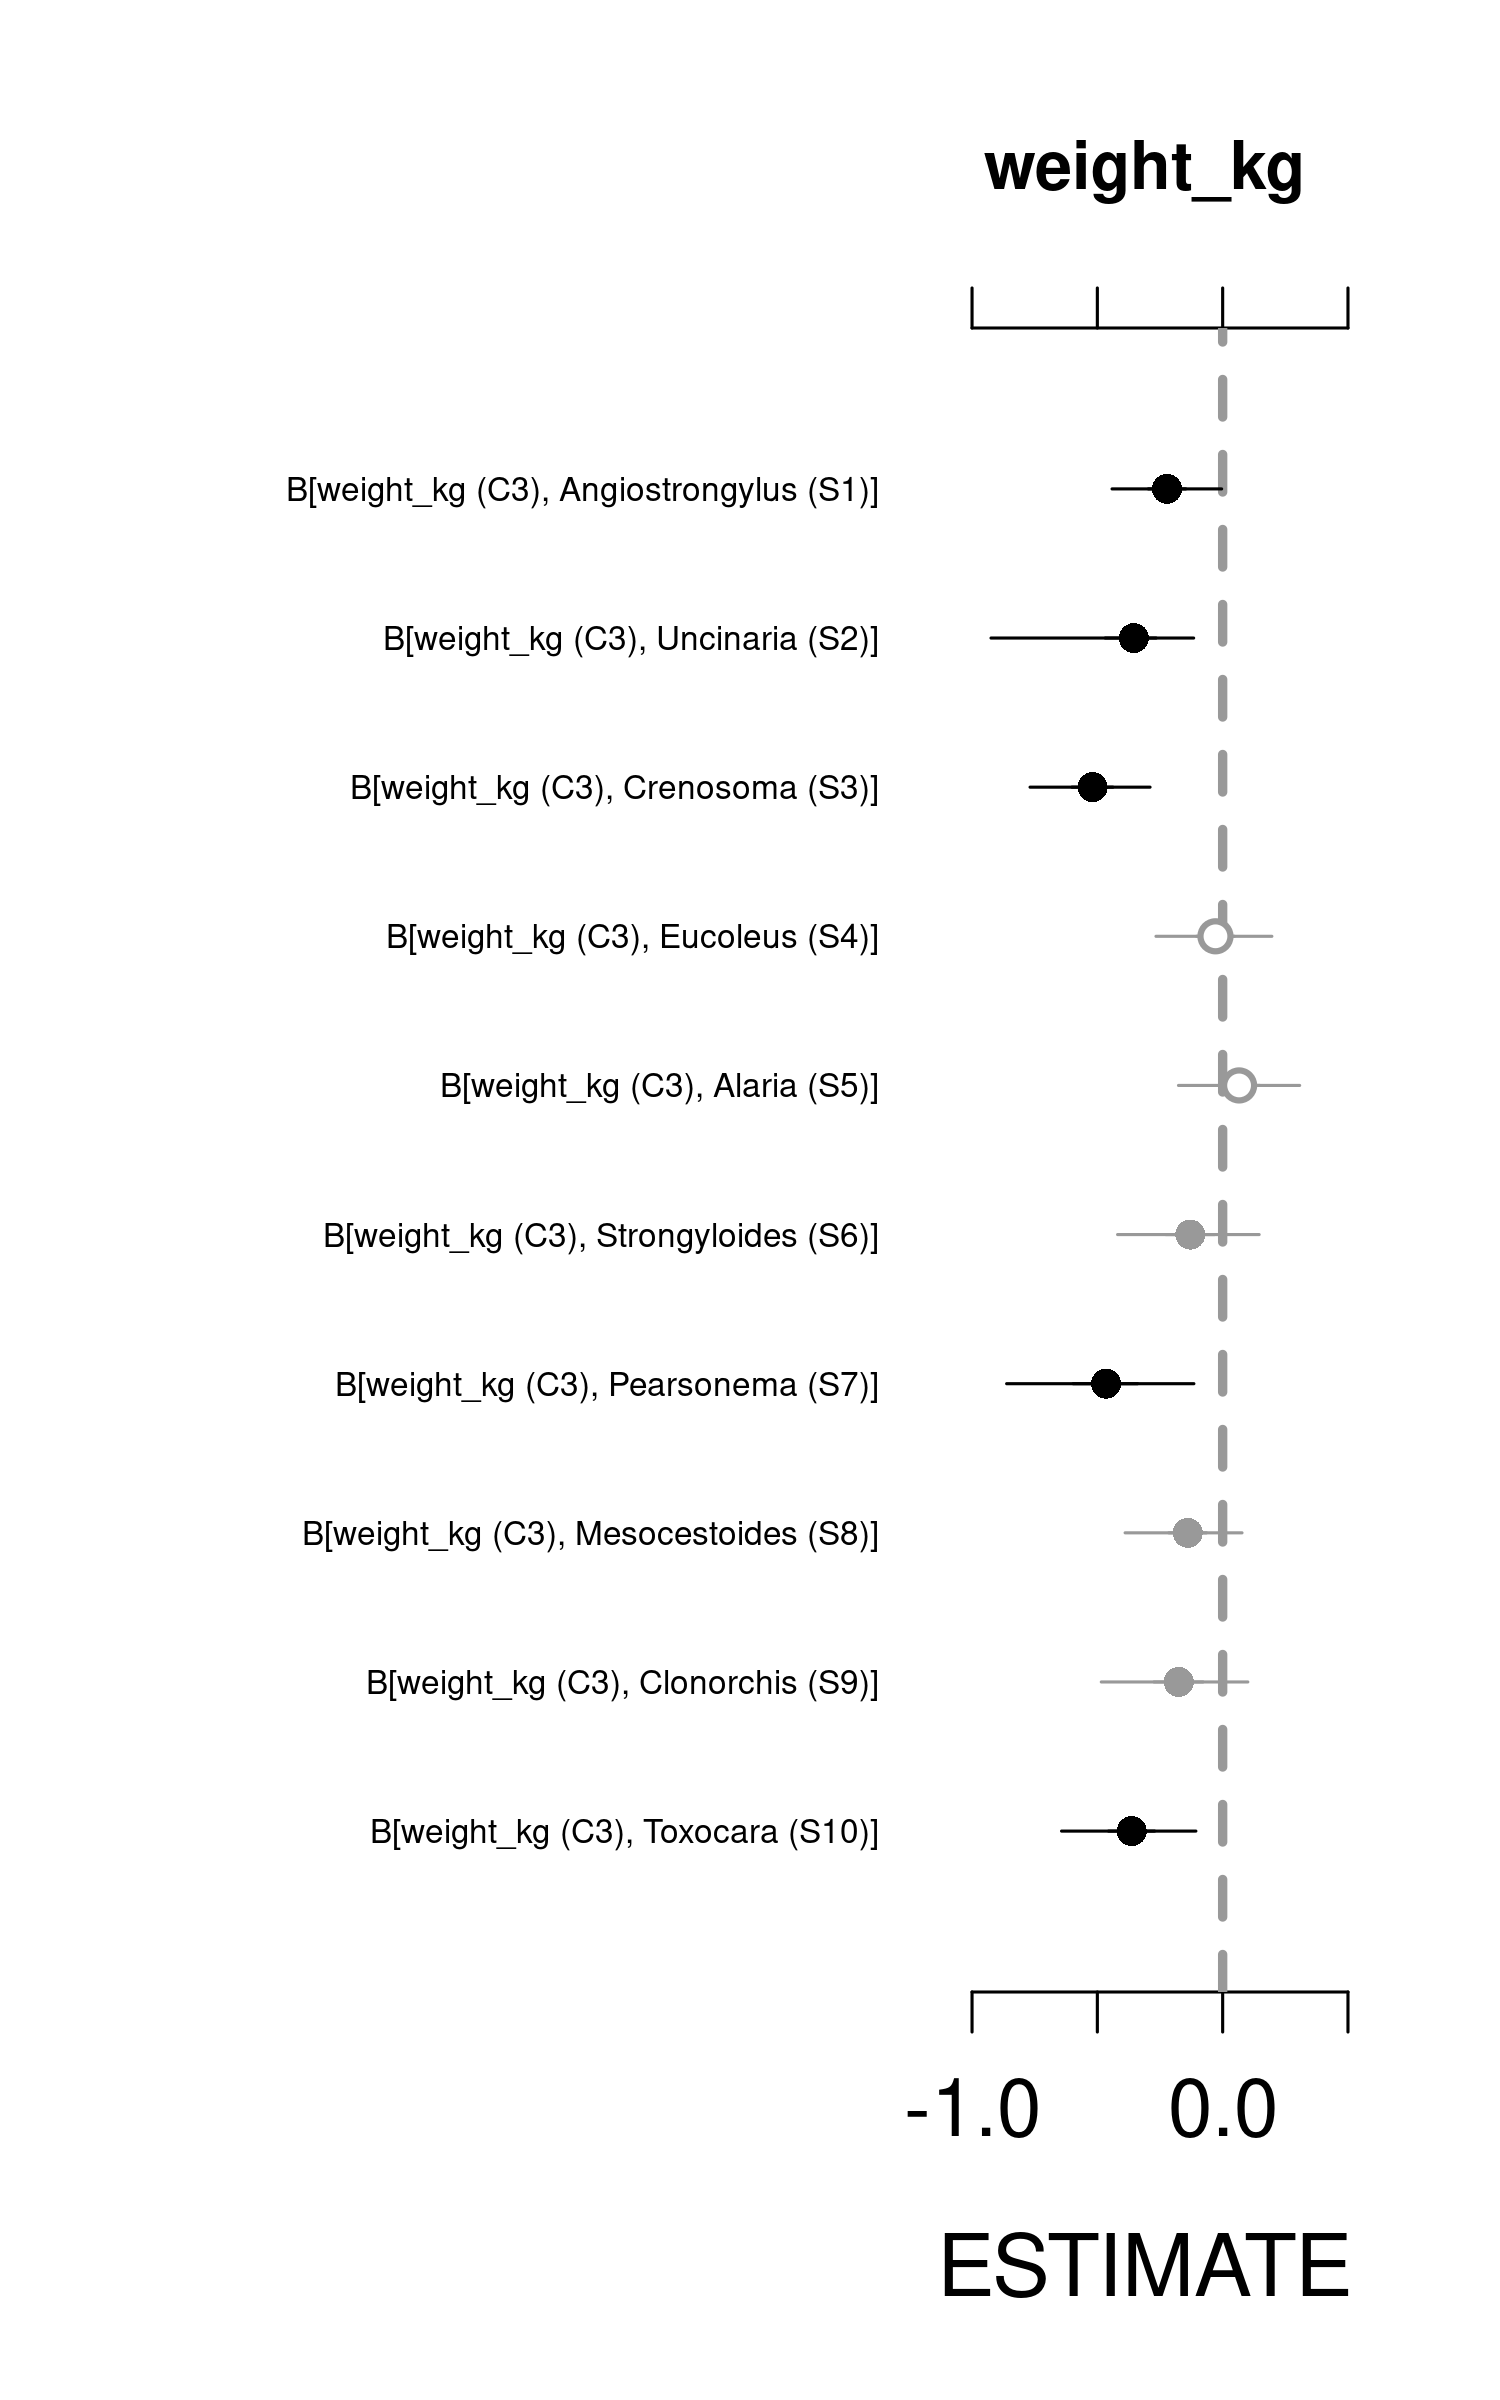 weight_kg
B[weight_kg (C3), Angiostrongylus (S1)]
B[weight_kg (C3), Uncinaria (S2)]
B[weight_kg (C3), Crenosoma (S3)]
B[weight_kg (C3), Eucoleus (S4)]
B[weight_kg (C3), Alaria (S5)]
B[weight_kg (C3), Strongyloides (S6)]
B[weight_kg (C3), Pearsonema (S7)]
B[weight_kg (C3), Mesocestoides (S8)]
B[weight_kg (C3), Clonorchis (S9)]
B[weight_kg (C3), Toxocara (S10)]
-1.0 0.0
ESTIMATE